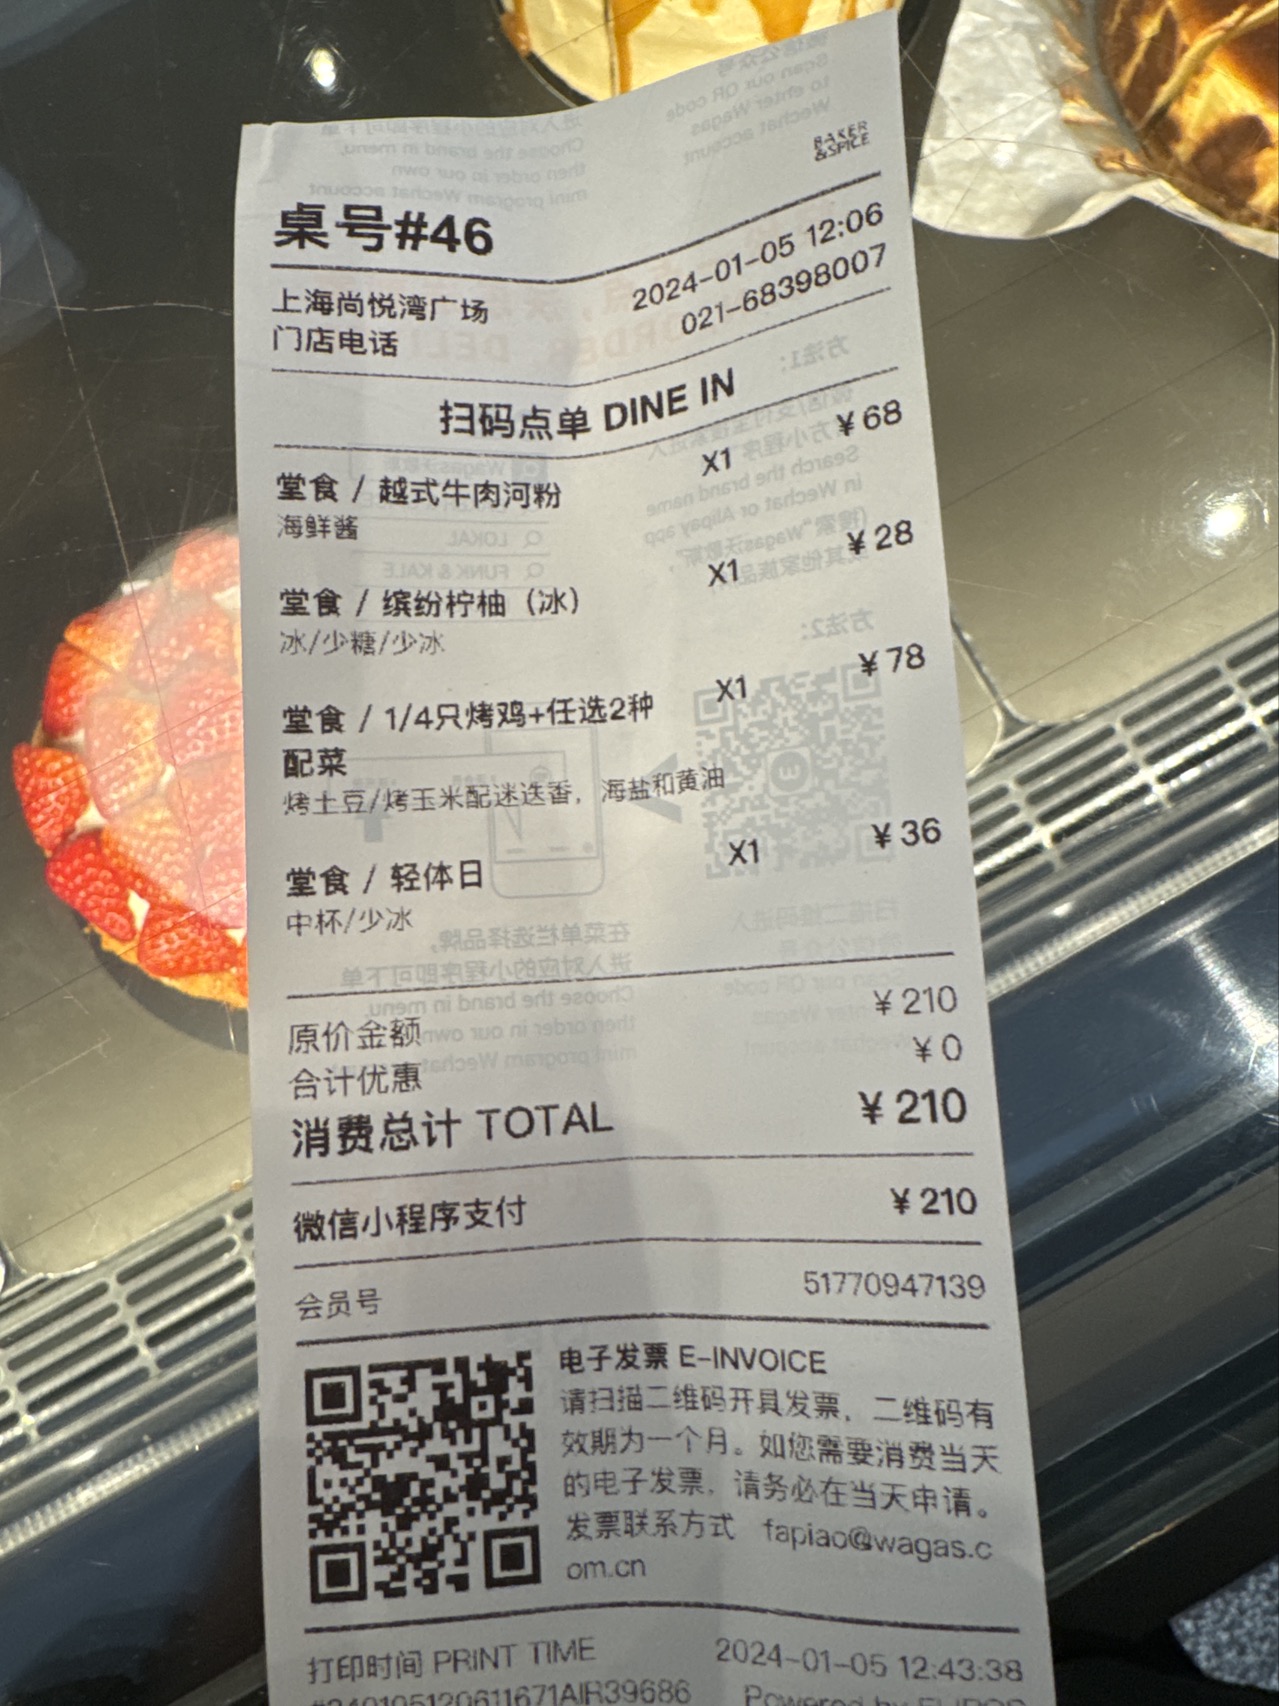 BAKER
&SPICE
桌号#46
上海尚悦湾广场 2024-01-05 12:06
门店电话 021-68398007
扫码点单 DINE IN
堂食 / 越式牛肉河粉 X1 ¥68
海鲜酱
堂食 / 缤纷柠柚（冰） X1 ¥28
冰/少糖/少冰
堂食 / 1/4只烤鸡+任选2种 X1 ¥78
配菜
烤土豆/烤玉米配迷迭香，海盐和黄油
堂食 / 轻体日 X1 ¥36
中杯/少冰
原价金额 ¥210
合计优惠 ¥0
消费总计 TOTAL ¥210
微信小程序支付 ¥210
会员号 51770947139
电子发票 E-INVOICE
请扫描二维码开具发票，二维码有
效期为一个月。如您需要消费当天
的电子发票，请务必在当天申请。
发票联系方式 fapiao@wagas.c
om.cn
打印时间 PRINT TIME 2024-01-05 12:43:38
#240105120611671AIR39686 Powered by